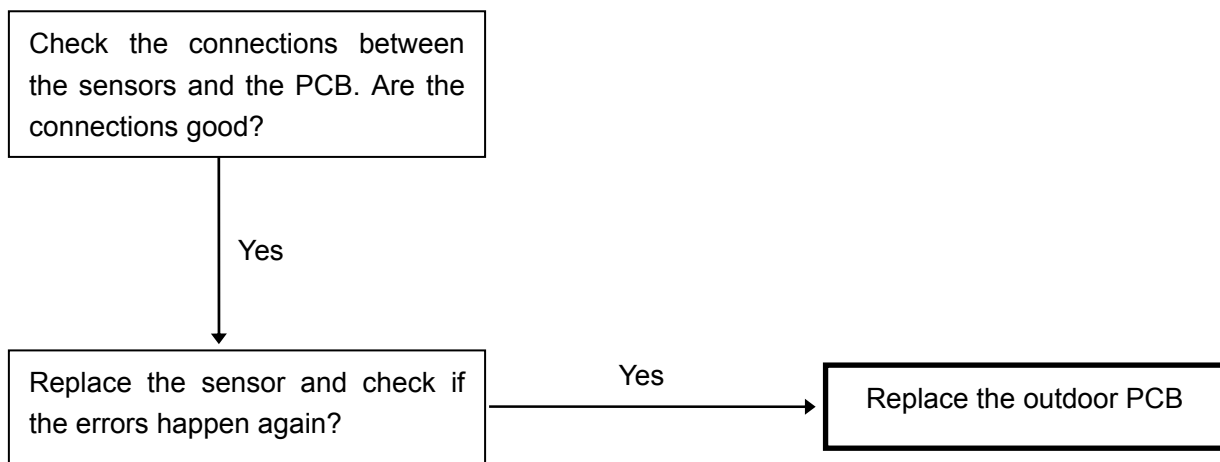 Check the connections between
the sensors and the PCB. Are the
connections good?
Yes
Replace the sensor and check if
the errors happen again?
Yes
Replace the outdoor PCB